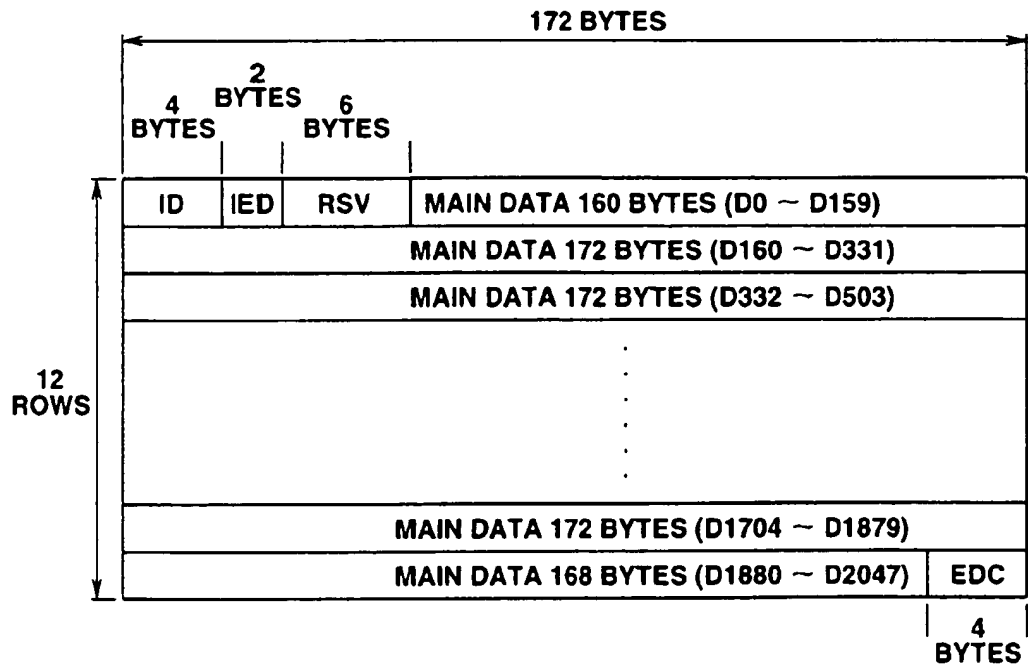 172 BYTES
2
BYTES
4
BYTES
6
BYTES
ID IED RSV MAIN DATA 160 BYTES (D0 ~ D159)
MAIN DATA 172 BYTES (D160 ~ D331)
MAIN DATA 172 BYTES (D332 ~ D503)
12
ROWS
MAIN DATA 172 BYTES (D1704 ~ D1879)
MAIN DATA 168 BYTES (D1880 ~ D2047) EDC
4
BYTES